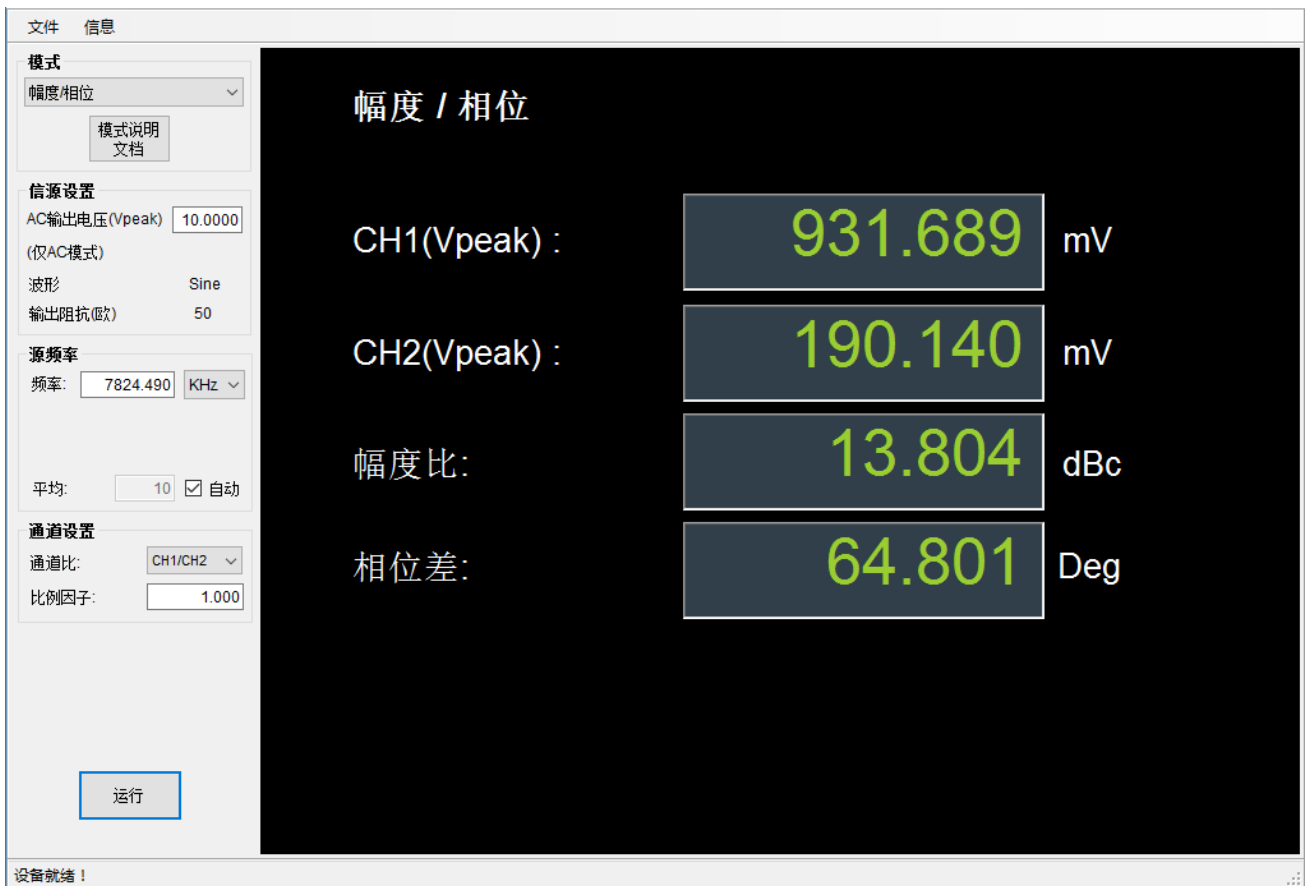 文件 信息
模式
幅度/相位
模式说明
文档
信源设置
AC输出电压(Vpeak) 10.0000
(仅AC模式)
波形 Sine
输出阻抗(欧) 50
源频率
频率: 7824.490 KHz
平均: 10 自动
通道设置
通道比: CH1/CH2
比例因子: 1.000
运行
幅度 / 相位
CH1(Vpeak) : 931.689 mV
CH2(Vpeak) : 190.140 mV
幅度比: 13.804 dBc
相位差: 64.801 Deg
设备就绪！